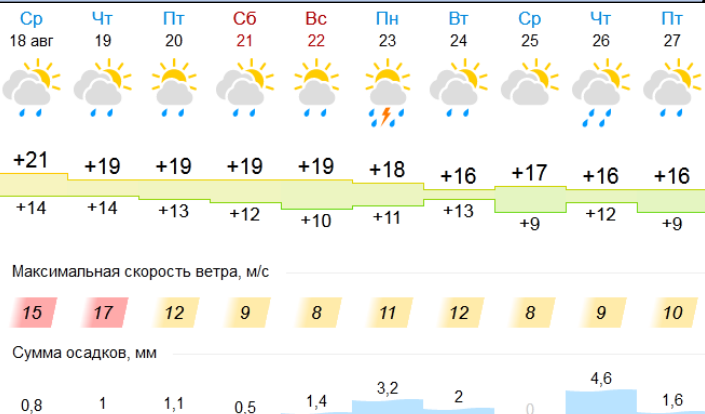 Ср Чт Пт Сб Вс Пн Вт Ср Чт Пт
18 авг 19 20 21 22 23 24 25 26 27
+21 +19 +19 +19 +19 +18 +16 +17 +16 +16
+14 +14 +13 +12 +10 +11 +13 +9 +12 +9
Максимальная скорость ветра, м/с
15 17 12 9 8 11 12 8 9 10
Сумма осадков, мм
0,8 1 1,1 0,5 1,4 3,2 2 0 4,6 1,6